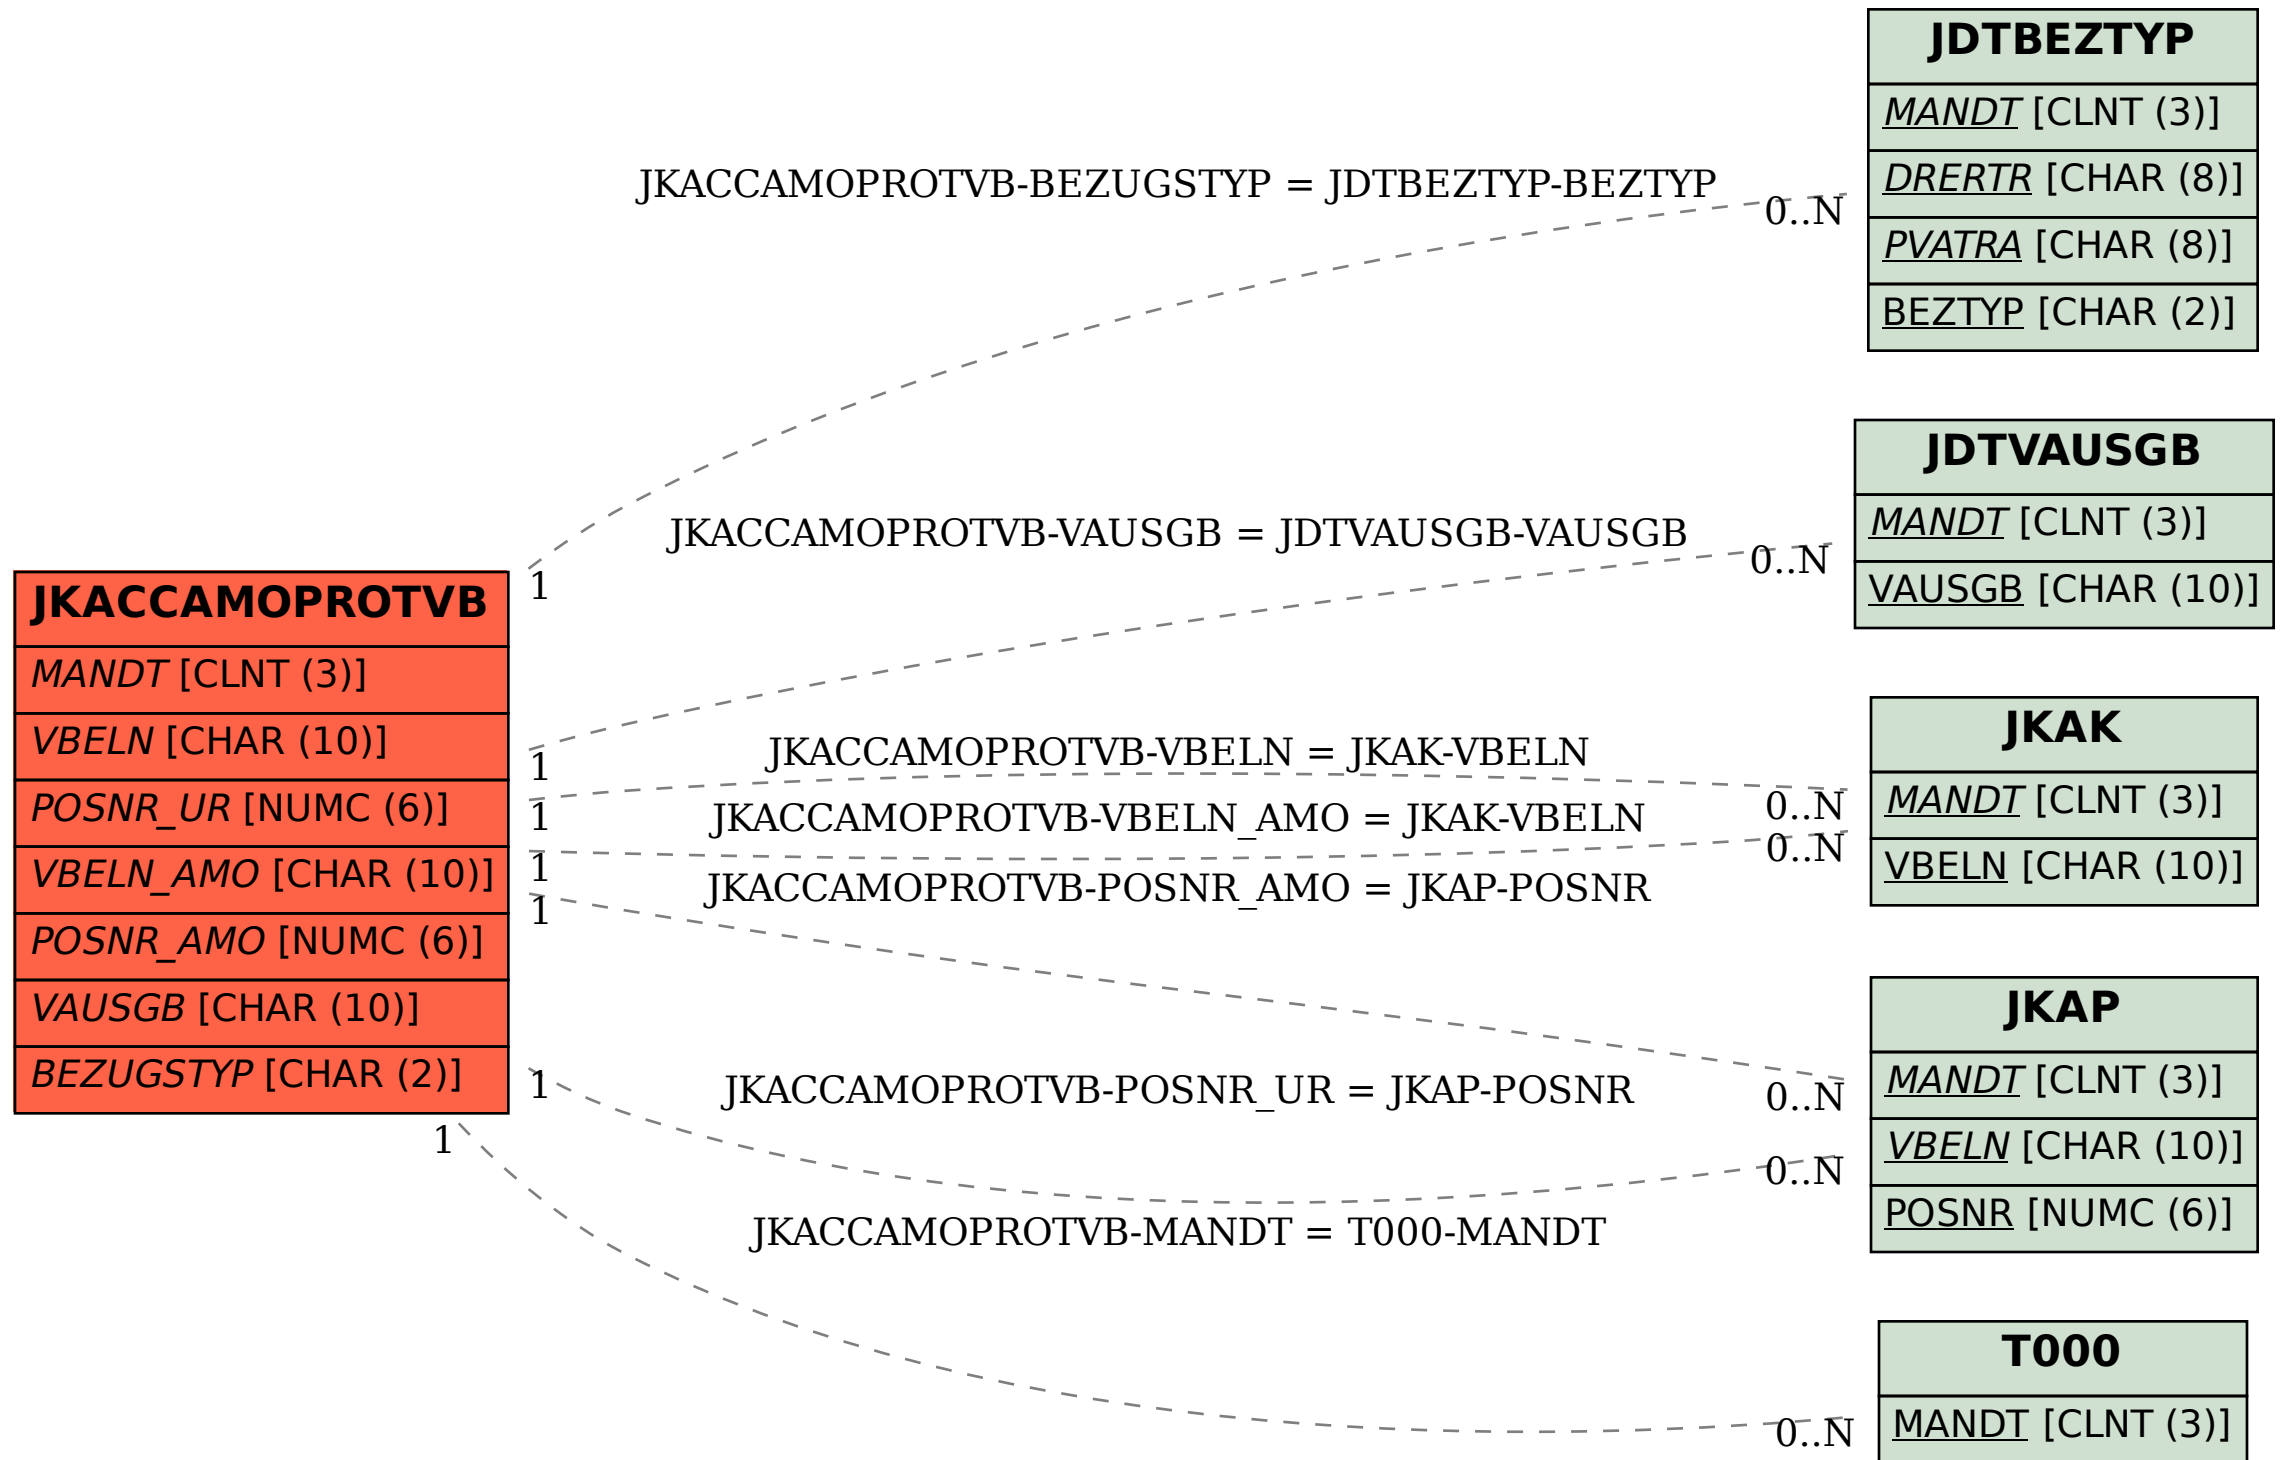 JDTBEZTYP
MANDT [CLNT (3)]
DRERTR [CHAR (8)]
PVATRA [CHAR (8)]
BEZTYP [CHAR (2)]
JKACCAMOPROTVB-BEZUGSTYP = JDTBEZTYP-BEZTYP
0..N
1
JDTVAUSGB
MANDT [CLNT (3)]
VAUSGB [CHAR (10)]
JKACCAMOPROTVB-VAUSGB = JDTVAUSGB-VAUSGB
0..N
1
JKACCAMOPROTVB
MANDT [CLNT (3)]
VBELN [CHAR (10)]
POSNR_UR [NUMC (6)]
VBELN_AMO [CHAR (10)]
POSNR_AMO [NUMC (6)]
VAUSGB [CHAR (10)]
BEZUGSTYP [CHAR (2)]
JKACCAMOPROTVB-VBELN = JKAK-VBELN
1
0..N
JKACCAMOPROTVB-VBELN_AMO = JKAK-VBELN
1
0..N
JKAK
MANDT [CLNT (3)]
VBELN [CHAR (10)]
JKACCAMOPROTVB-POSNR_AMO = JKAP-POSNR
1
0..N
JKACCAMOPROTVB-POSNR_UR = JKAP-POSNR
1
0..N
JKAP
MANDT [CLNT (3)]
VBELN [CHAR (10)]
POSNR [NUMC (6)]
JKACCAMOPROTVB-MANDT = T000-MANDT
1
0..N
T000
MANDT [CLNT (3)]